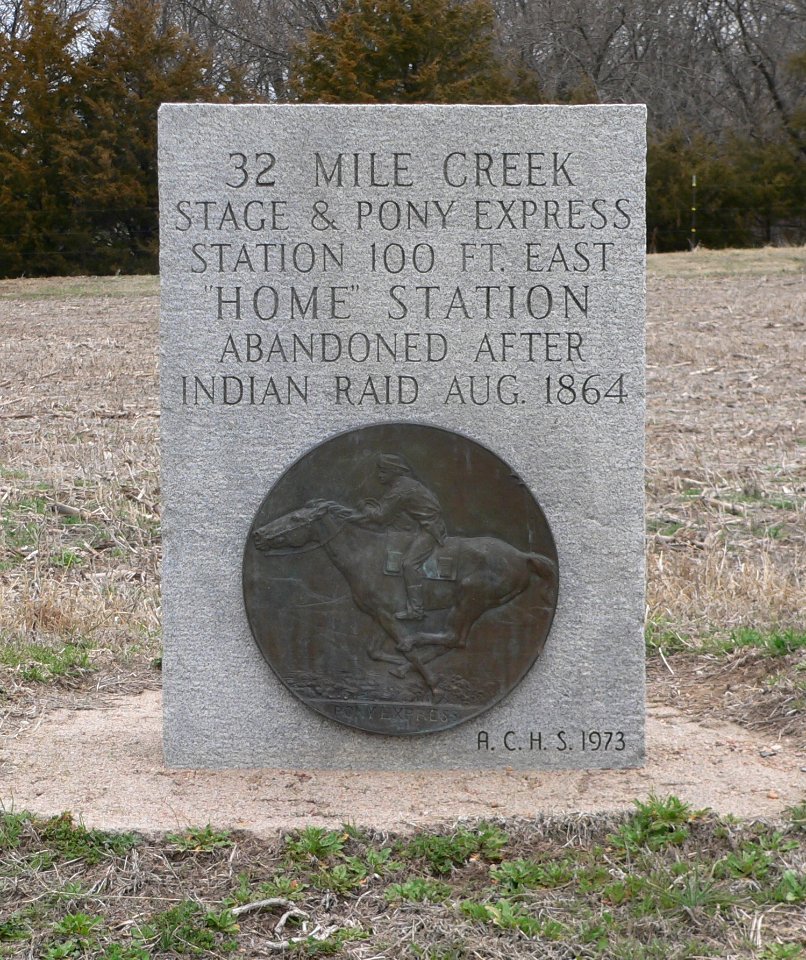 32 MILE CREEK
STAGE & PONY EXPRESS
STATION 100 FT. EAST
"HOME" STATION
ABANDONED AFTER
INDIAN RAID AUG. 1864
PONY EXPRESS
A. C. H. S. 1973